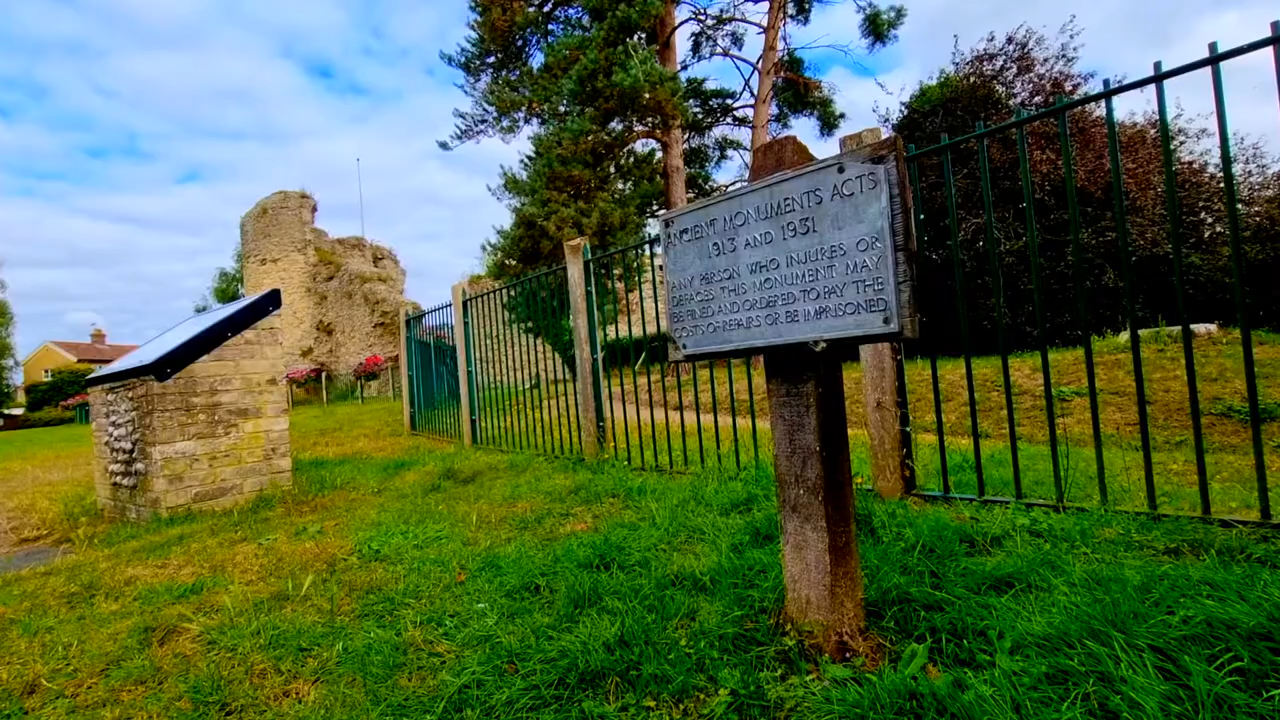 ANCIENT MONUMENTS ACTS
1913 AND 1931
ANY PERSON WHO INJURES OR
DEFACES THIS MONUMENT MAY
BE FINED AND ORDERED TO PAY THE
COSTS OF REPAIRS OR BE IMPRISONED